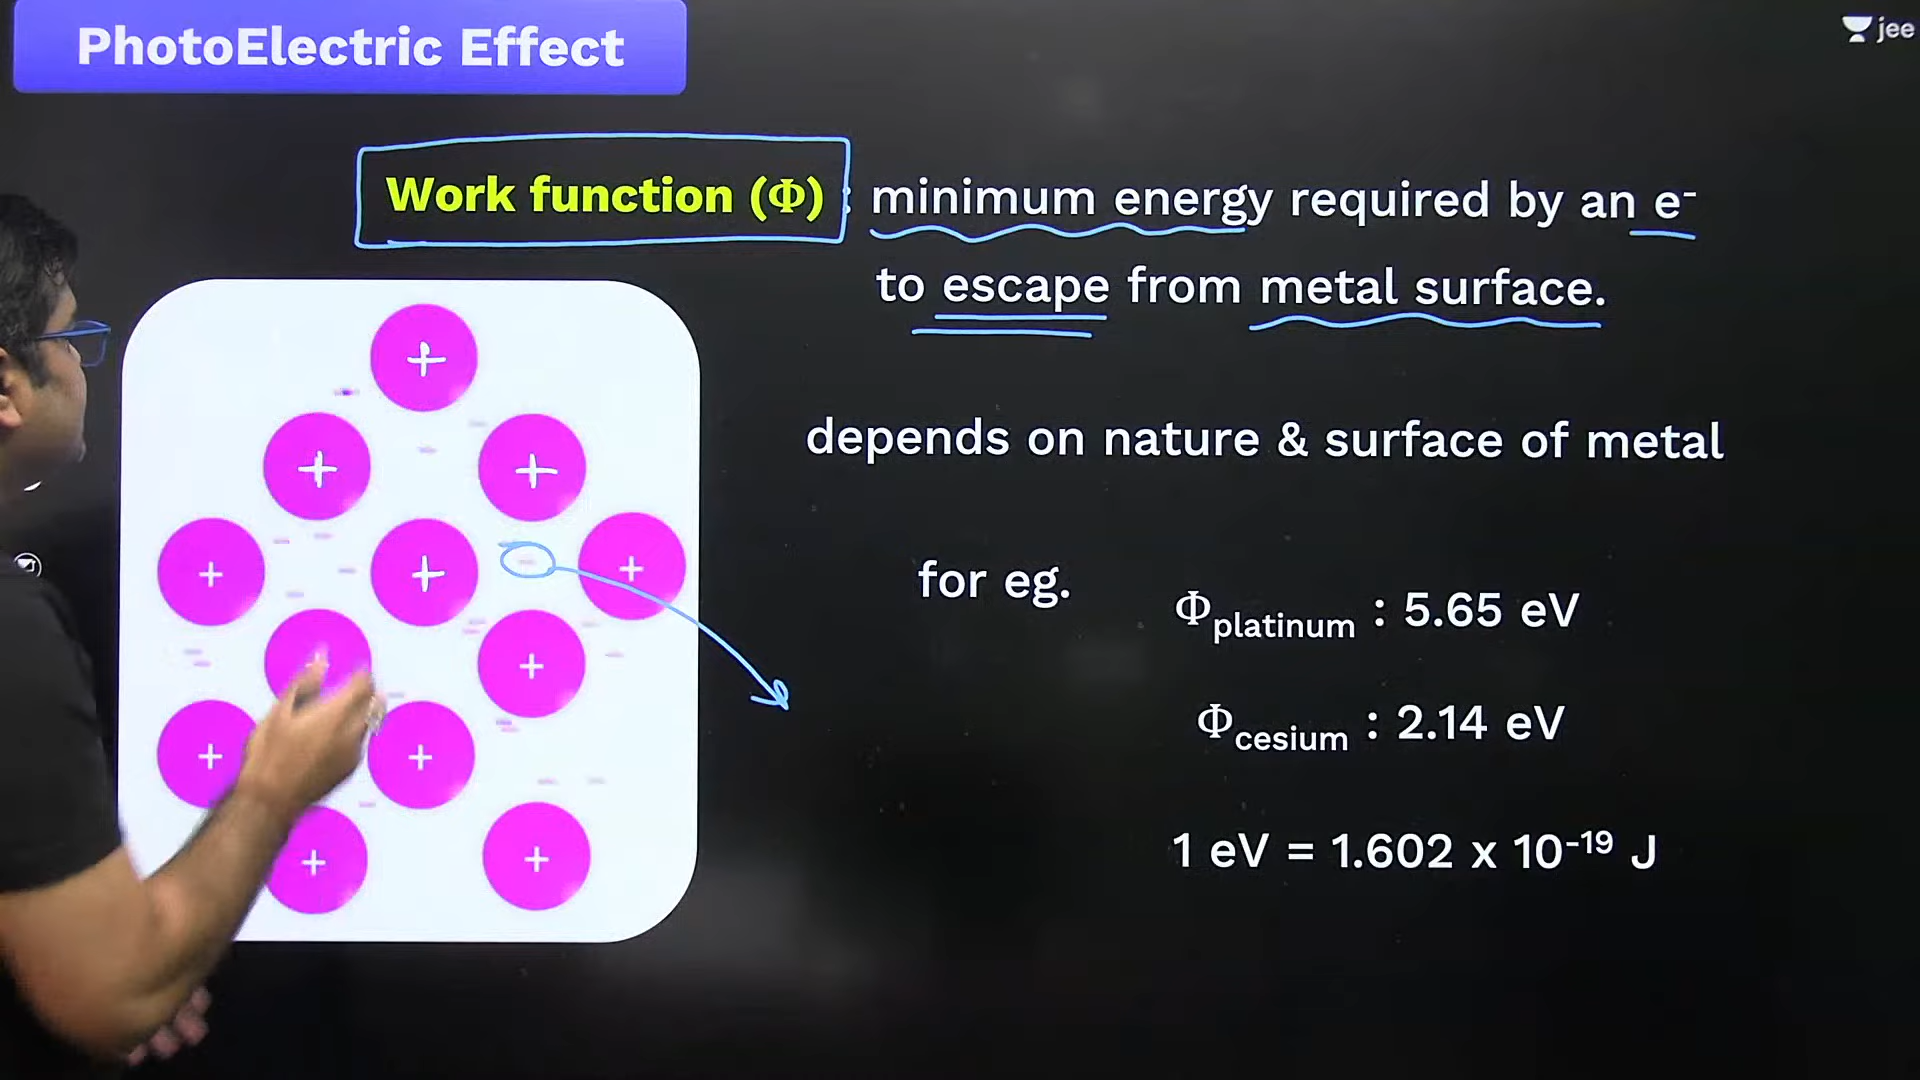 PhotoElectric Effect
jee
Work function (Φ) : minimum energy required by an e⁻
to escape from metal surface.
depends on nature & surface of metal
for eg.
Φplatinum : 5.65 eV
Φcesium : 2.14 eV
1 eV = 1.602 x 10⁻¹⁹ J
+
+ +
+ + +
+ +
+ +
+ +